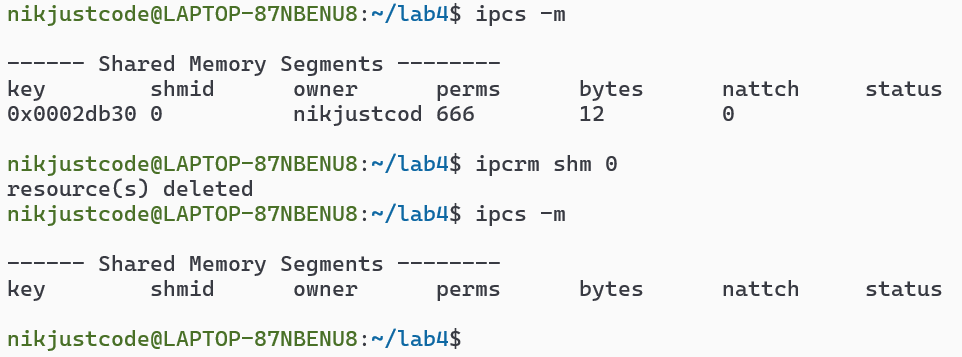 nikjustcode@LAPTOP-87NBENU8:~/lab4$ ipcs -m
------ Shared Memory Segments --------
key        shmid      owner      perms      bytes      nattch     status
0x0002db30 0          nikjustcod 666        12         0
nikjustcode@LAPTOP-87NBENU8:~/lab4$ ipcrm shm 0
resource(s) deleted
nikjustcode@LAPTOP-87NBENU8:~/lab4$ ipcs -m
------ Shared Memory Segments --------
key        shmid      owner      perms      bytes      nattch     status
nikjustcode@LAPTOP-87NBENU8:~/lab4$